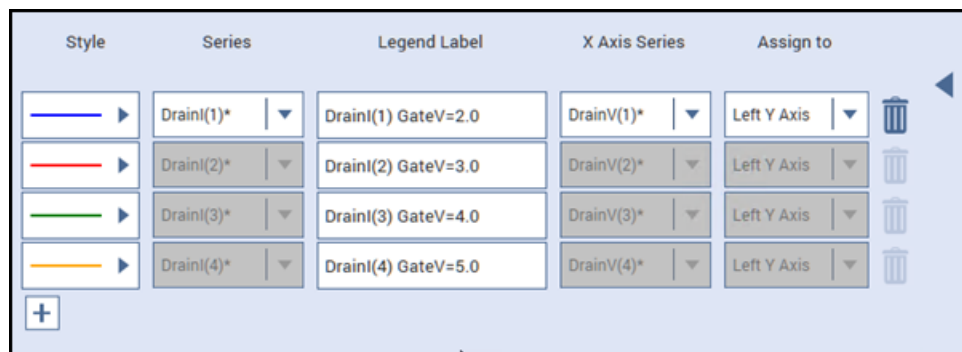 Style Series Legend Label X Axis Series Assign to
DrainI(1)* DrainI(1) GateV=2.0 DrainV(1)* Left Y Axis
DrainI(2)* DrainI(2) GateV=3.0 DrainV(2)* Left Y Axis
DrainI(3)* DrainI(3) GateV=4.0 DrainV(3)* Left Y Axis
DrainI(4)* DrainI(4) GateV=5.0 DrainV(4)* Left Y Axis
+